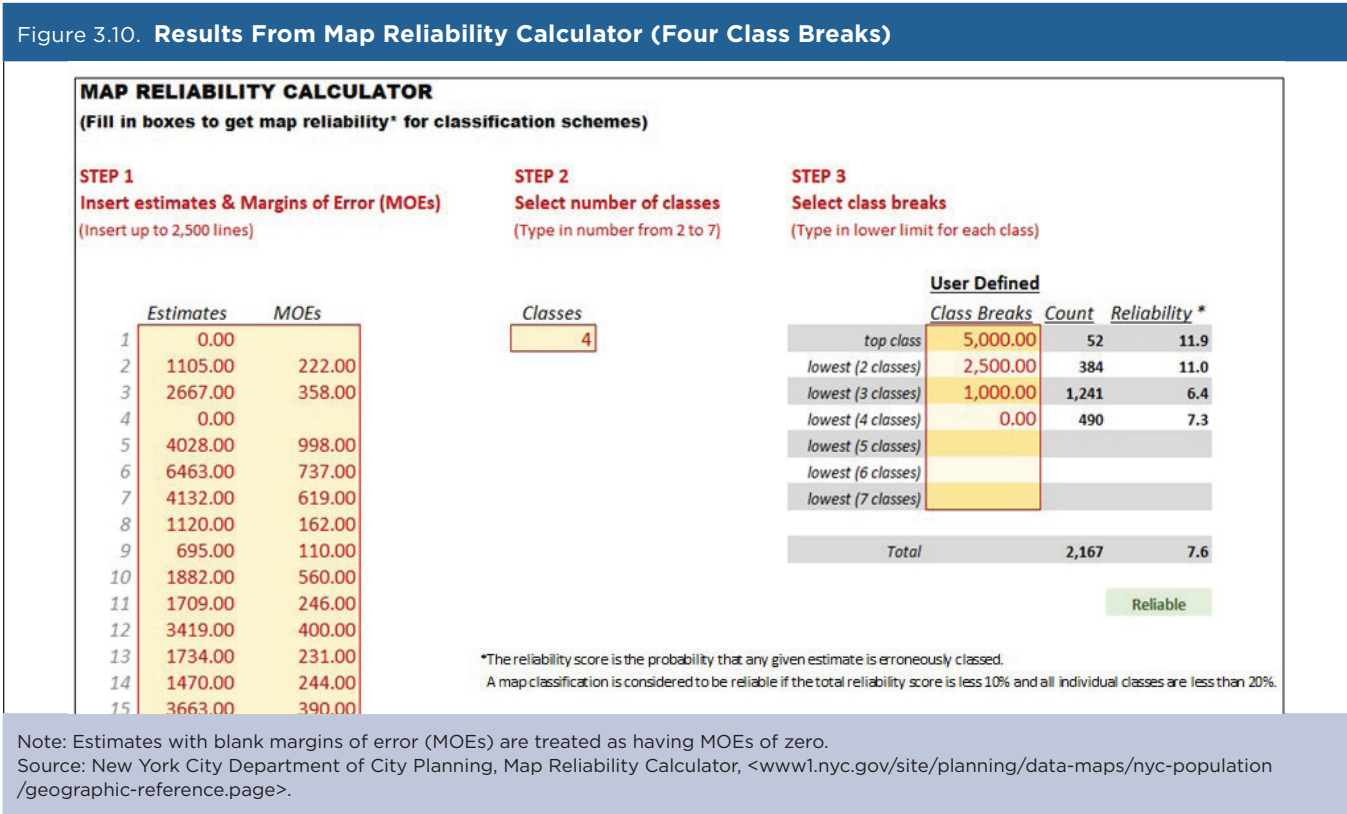 Figure 3.10. Results From Map Reliability Calculator (Four Class Breaks)
MAP RELIABILITY CALCULATOR
(Fill in boxes to get map reliability* for classification schemes)
STEP 1
Insert estimates & Margins of Error (MOEs)
(Insert up to 2,500 lines)
STEP 2
Select number of classes
(Type in number from 2 to 7)
STEP 3
Select class breaks
(Type in lower limit for each class)
Estimates MOEs
1 0.00
2 1105.00 222.00
3 2667.00 358.00
4 0.00
5 4028.00 998.00
6 6463.00 737.00
7 4132.00 619.00
8 1120.00 162.00
9 695.00 110.00
10 1882.00 560.00
11 1709.00 246.00
12 3419.00 400.00
13 1734.00 231.00
14 1470.00 244.00
15 3663.00 390.00
Classes
4
User Defined
Class Breaks Count Reliability *
top class 5,000.00 52 11.9
lowest (2 classes) 2,500.00 384 11.0
lowest (3 classes) 1,000.00 1,241 6.4
lowest (4 classes) 0.00 490 7.3
lowest (5 classes)
lowest (6 classes)
lowest (7 classes)
Total 2,167 7.6
Reliable
*The reliability score is the probability that any given estimate is erroneously classed.
A map classification is considered to be reliable if the total reliability score is less 10% and all individual classes are less than 20%.
Note: Estimates with blank margins of error (MOEs) are treated as having MOEs of zero.
Source: New York City Department of City Planning, Map Reliability Calculator, <www1.nyc.gov/site/planning/data-maps/nyc-population
/geographic-reference.page>.